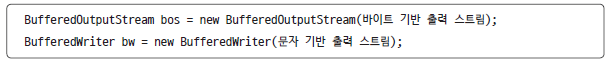 BufferedOutputStream bos = new BufferedOutputStream(바이트 기반 출력 스트림);
BufferedWriter bw = new BufferedWriter(문자 기반 출력 스트림);